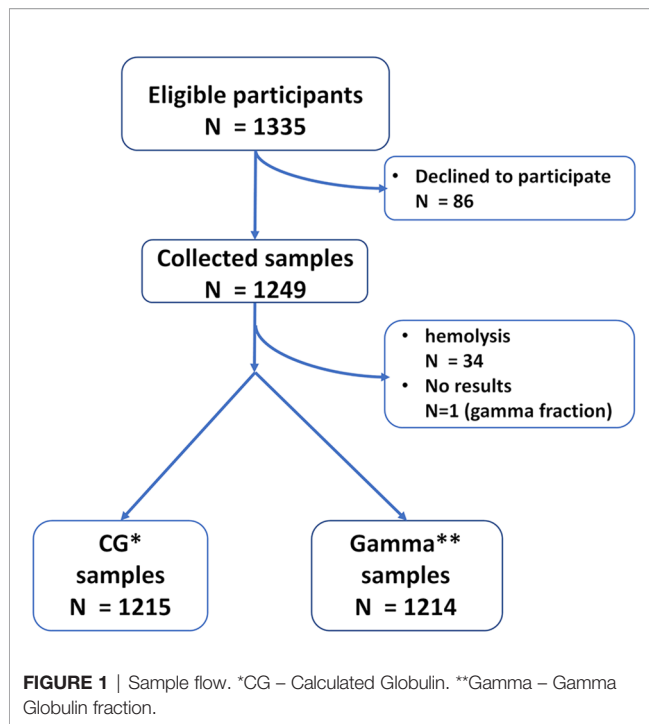 Eligible participants
N = 1335
• Declined to participate
N = 86
Collected samples
N = 1249
• hemolysis
N = 34
• No results
N=1 (gamma fraction)
CG*
samples
N = 1215
Gamma**
samples
N = 1214
FIGURE 1 | Sample flow. *CG – Calculated Globulin. **Gamma – Gamma
Globulin fraction.